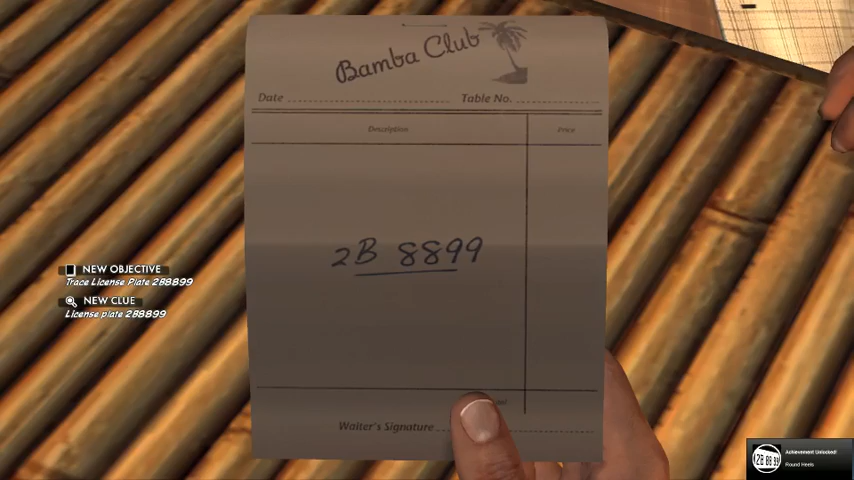 Bamba Club
Date
Table No.
Description
Price
2B 8899
Waiter's Signature
NEW OBJECTIVE
Trace License Plate 2B8899
NEW CLUE
License plate 2B8899
Achievement Unlocked!
Round Heels